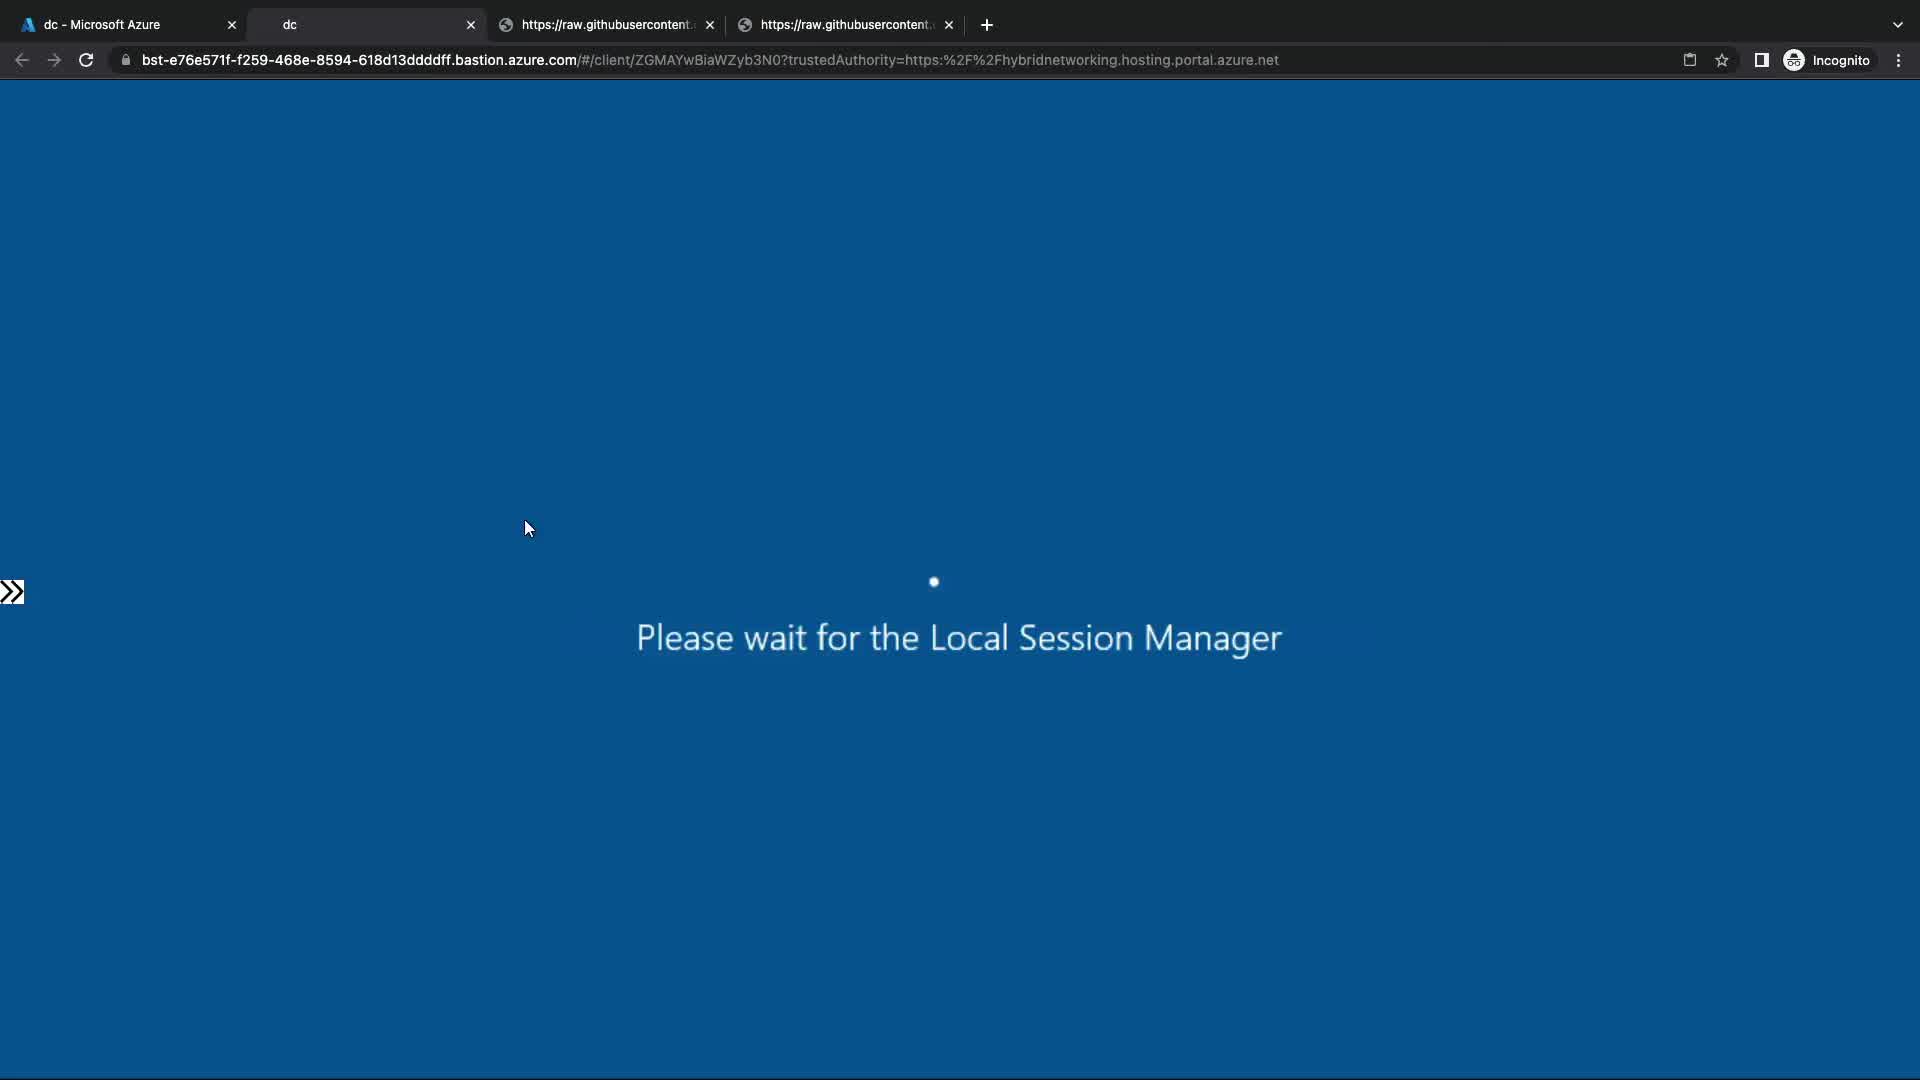 dc - Microsoft Azure
dc
https://raw.githubusercontent.
https://raw.githubusercontent.
bst-e76e571f-f259-468e-8594-618d13ddddff.bastion.azure.com/#/client/ZGMAYwBiaWZyb3N0?trustedAuthority=https:%2F%2Fhybridnetworking.hosting.portal.azure.net
Incognito
Please wait for the Local Session Manager